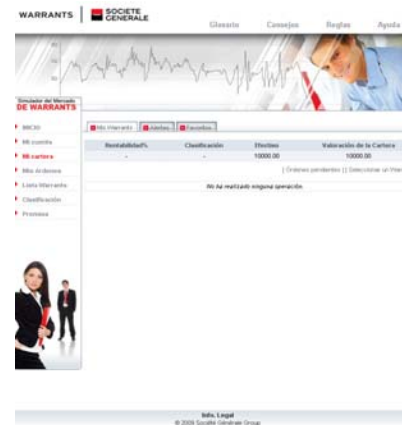 WARRANTS
SOCIETE
GENERALE
Glosario Consejos Reglas Ayuda
Simulador del Mercado
DE WARRANTS
INICIO
Mi cuenta
Mi cartera
Mis órdenes
Lista Warrants
Clasificación
Premios
Mis Warrants Alertas Favoritos
Rentabilidad% Clasificación Efectivo Valoración de la Cartera
- - 10000.00 10000.00
[ Órdenes pendientes ] [ Seleccionar un
No ha realizado ninguna operación.
Info. Legal
© 2009 Société Générale Group